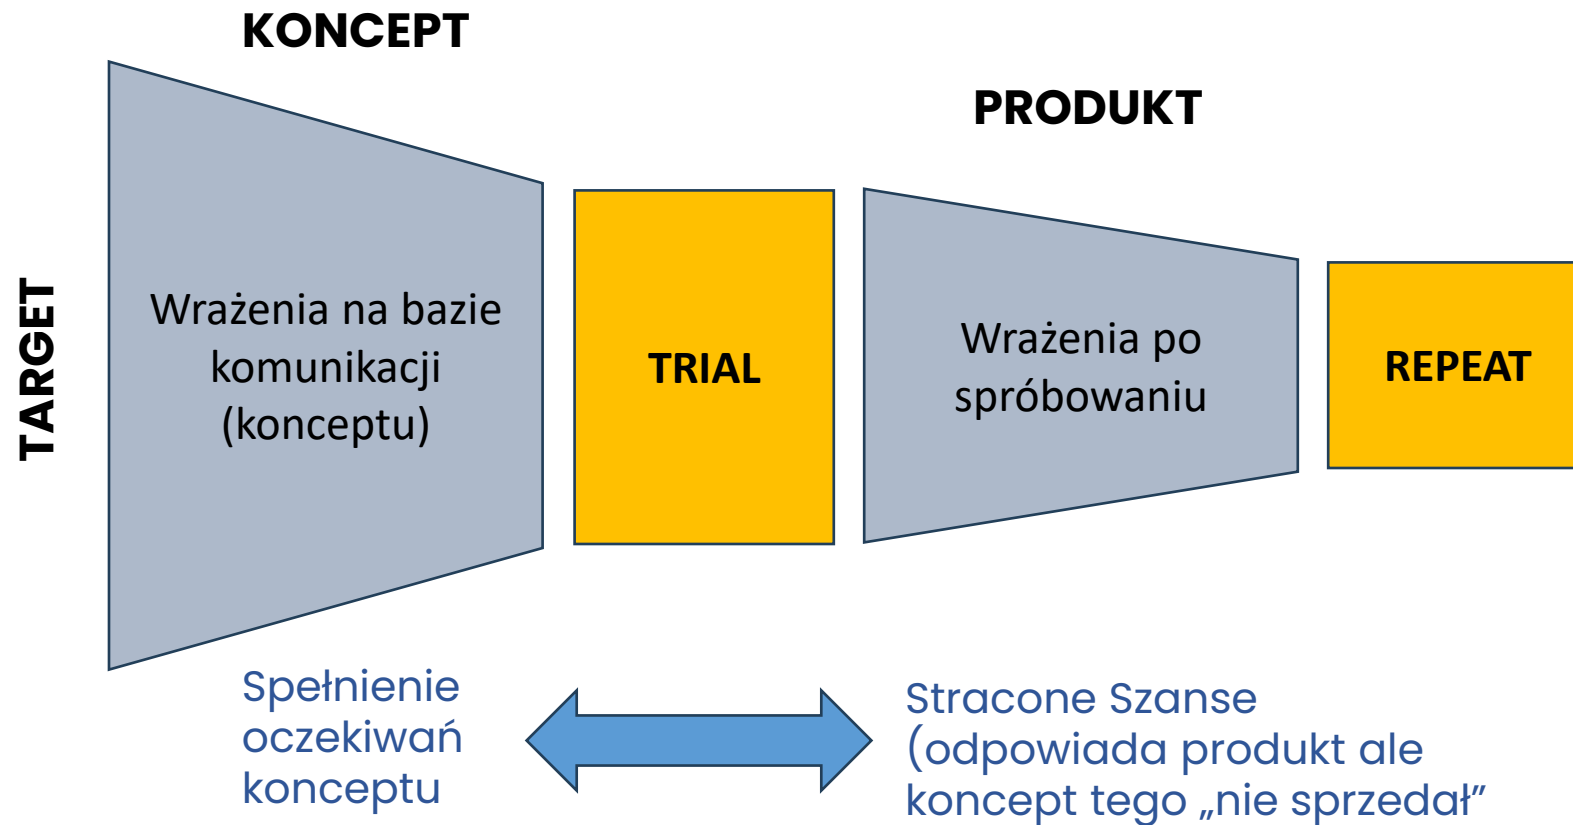 KONCEPT
PRODUKT
TARGET
Wrażenia na bazie
komunikacji
(konceptu)
TRIAL
Wrażenia po
spróbowaniu
REPEAT
Spełnienie
oczekiwań
konceptu
Stracone Szanse
(odpowiada produkt ale
koncept tego „nie sprzedał”